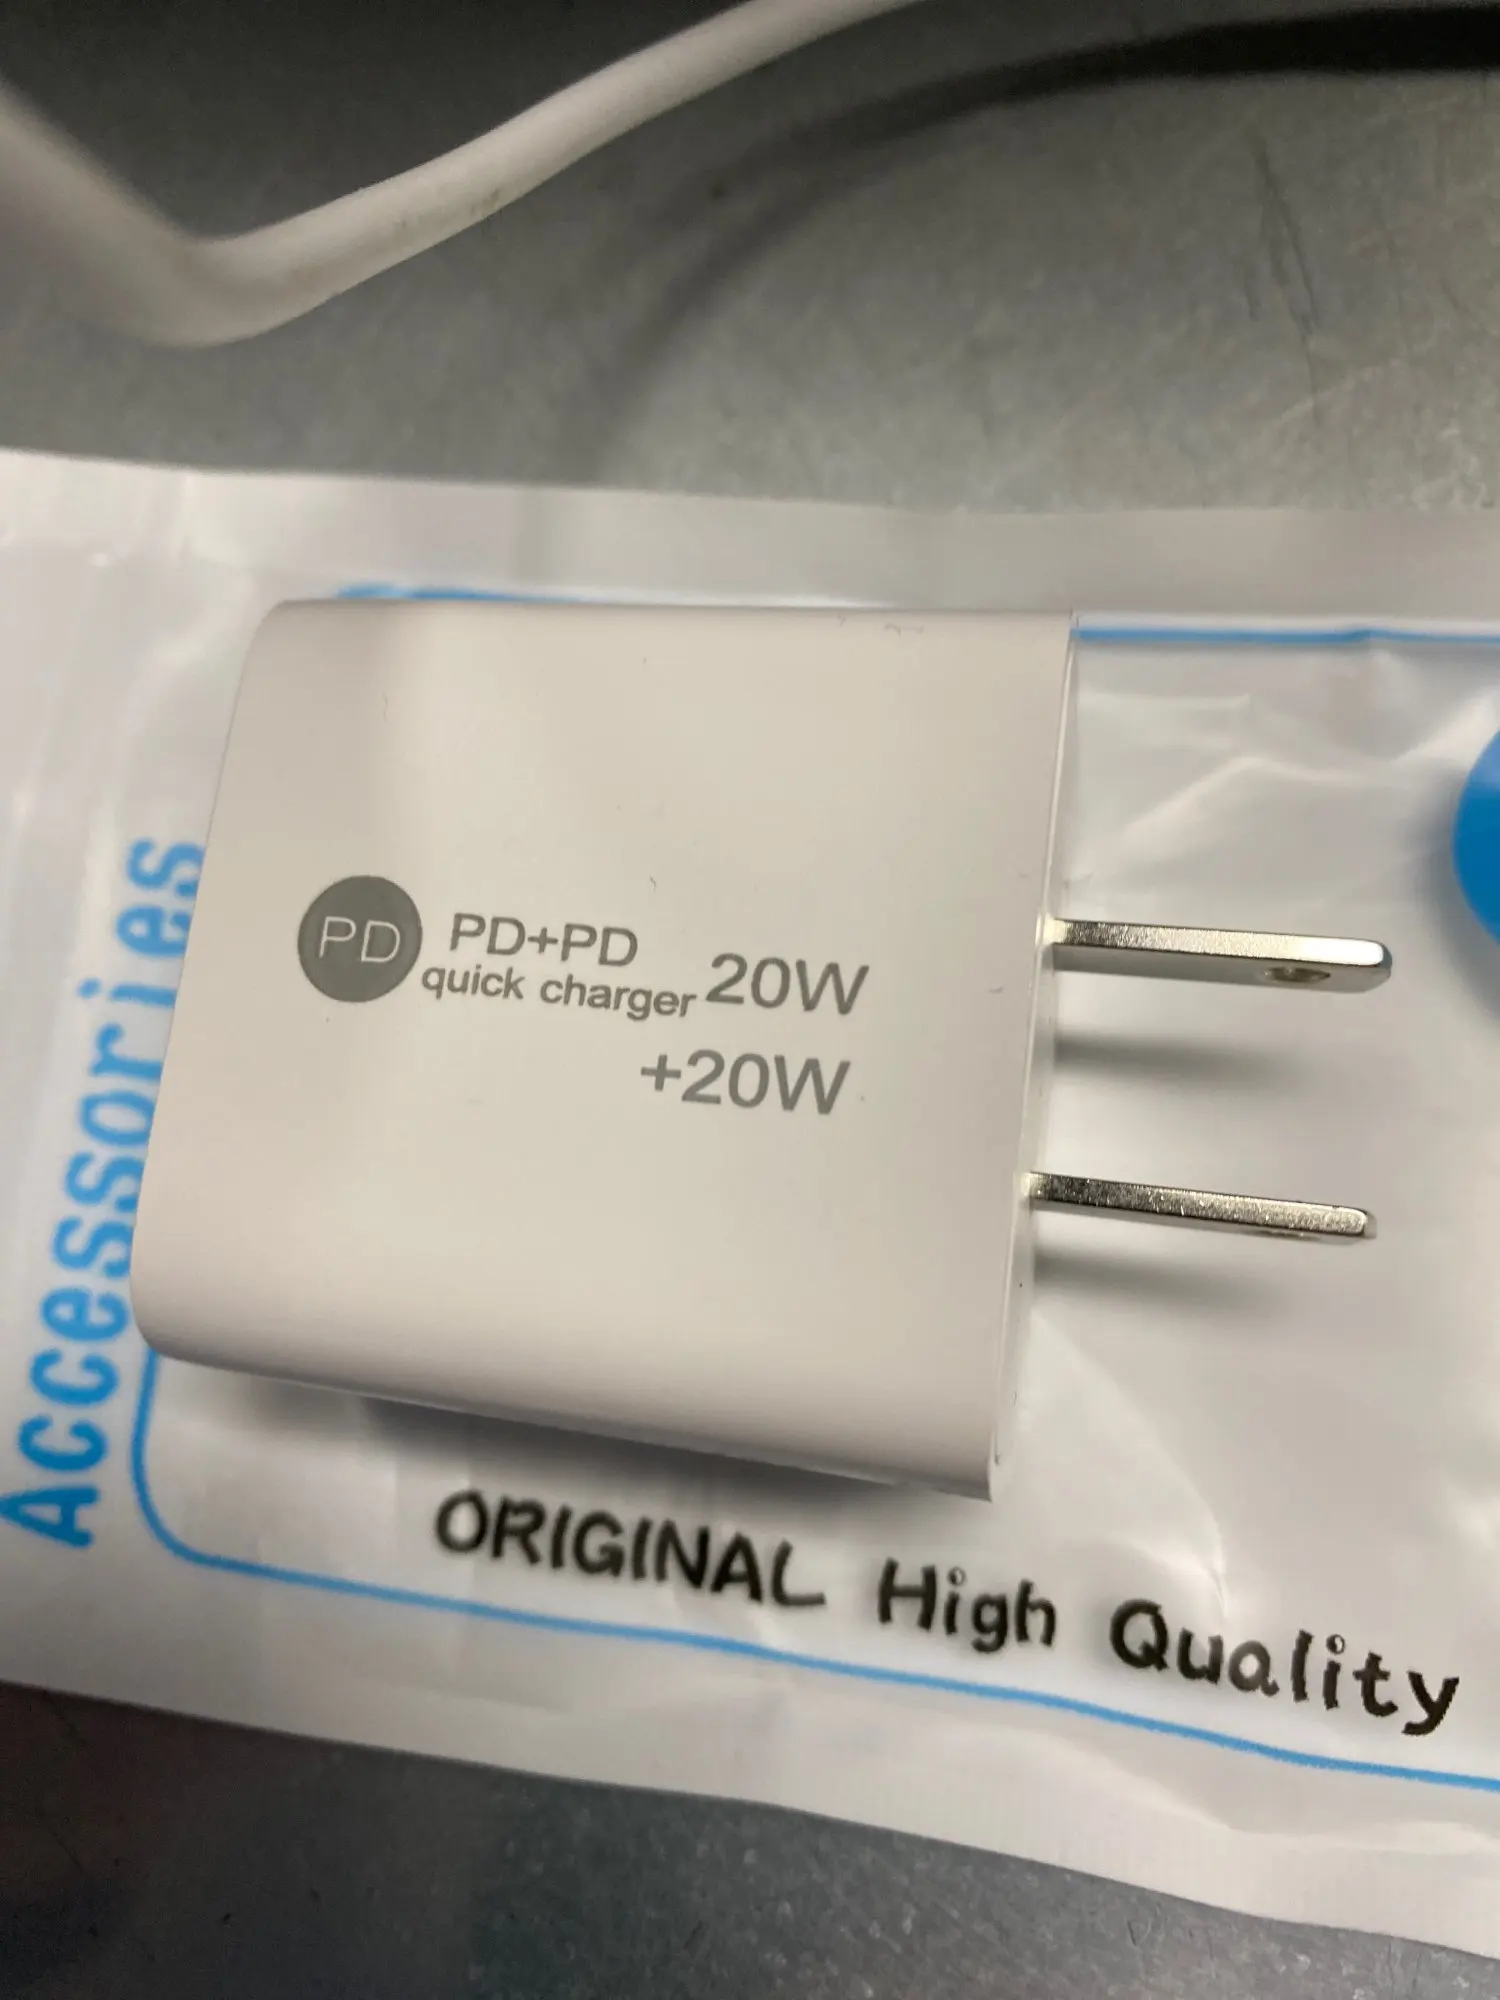 PD
PD+PD
quick charger 20W
+20W
Accessories
ORIGINAL High Quality